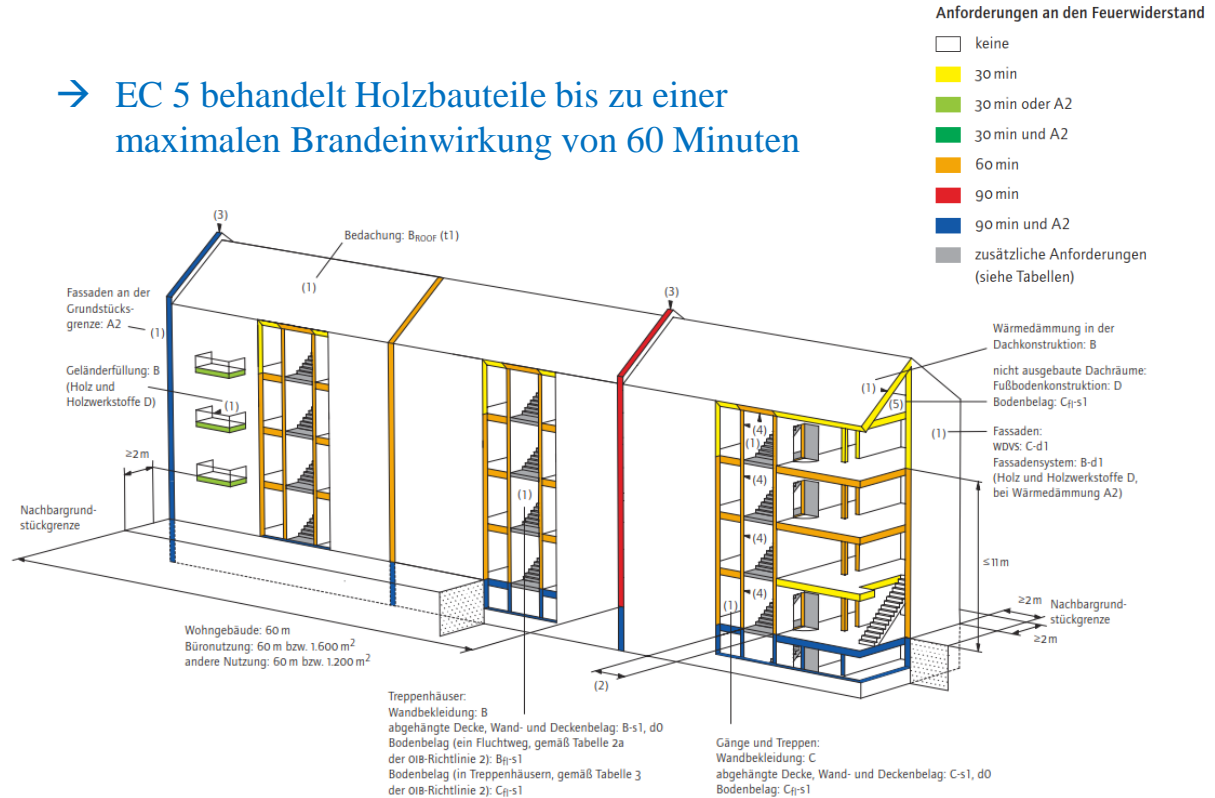 Anforderungen an den Feuerwiderstand
keine
30 min
30 min oder A2
30 min und A2
60 min
90 min
90 min und A2
zusätzliche Anforderungen
(siehe Tabellen)
→ EC 5 behandelt Holzbauteile bis zu einer
maximalen Brandeinwirkung von 60 Minuten
(3)
Bedachung: BROOF (t1)
(1)
Fassaden an der
Grundstücks-
grenze: A2
(1)
Geländerfüllung: B
(Holz und
Holzwerkstoffe D)
(1)
≥2m
Nachbargrund-
stückgrenze
(3)
Wärmedämmung in der
Dachkonstruktion: B
(1)
nicht ausgebaute Dachräume:
Fußbodenkonstruktion: D
Bodenbelag: Cfl-s1
(5)
(1)
Fassaden:
WDVS: C-d1
Fassadensystem: B-d1
(Holz und Holzwerkstoffe D,
bei Wärmedämmung A2)
(4)
(1)
(4)
(1)
(4)
(4)
(1)
≤11m
≥2m
Nachbargrund-
stückgrenze
≥2m
Wohngebäude: 60 m
Büronutzung: 60 m bzw. 1.600 m²
andere Nutzung: 60 m bzw. 1.200 m²
(2)
Treppenhäuser:
Wandbekleidung: B
abgehängte Decke, Wand- und Deckenbelag: B-s1, d0
Bodenbelag (ein Fluchtweg, gemäß Tabelle 2a
der OIB-Richtlinie 2): Bfl-s1
Bodenbelag (in Treppenhäusern, gemäß Tabelle 3
der OIB-Richtlinie 2): Cfl-s1
Gänge und Treppen:
Wandbekleidung: C
abgehängte Decke, Wand- und Deckenbelag: C-s1, d0
Bodenbelag: Cfl-s1